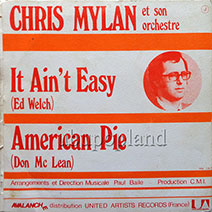 CHRIS MYLAN et son
orchestre
It Ain't Easy
(Ed Welch)
American Pie
(Don Mc Lean)
Arrangements et Direction Musicale Paul Baile Production C.M.I.
AVALANCH distribution UNITED ARTISTS RECORDS (France)